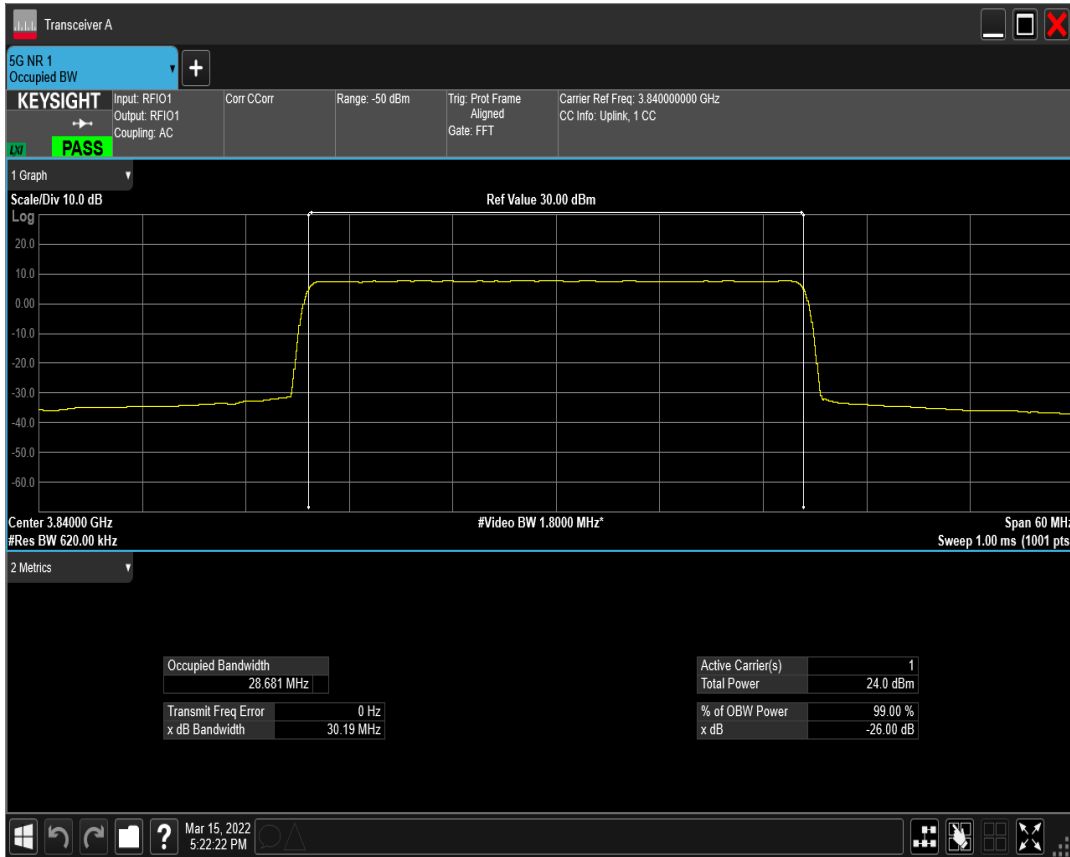 Transceiver A
5G NR 1
Occupied BW
+
KEYSIGHT
LXI
PASS
Input: RFIO1
Output: RFIO1
Coupling: AC
Corr CCorr
Range: -50 dBm
Trig: Prot Frame
Aligned
Gate: FFT
Carrier Ref Freq: 3.840000000 GHz
CC Info: Uplink, 1 CC
1 Graph
Scale/Div 10.0 dB
Ref Value 30.00 dBm
Log
20.0
10.0
0.00
-10.0
-20.0
-30.0
-40.0
-50.0
-60.0
Center 3.84000 GHz
#Video BW 1.8000 MHz*
Span 60 MHz
#Res BW 620.00 kHz
Sweep 1.00 ms (1001 pts
2 Metrics
Occupied Bandwidth
28.681 MHz
Transmit Freq Error 0 Hz
x dB Bandwidth 30.19 MHz
Active Carrier(s) 1
Total Power 24.0 dBm
% of OBW Power 99.00 %
x dB -26.00 dB
?
Mar 15, 2022
5:22:22 PM